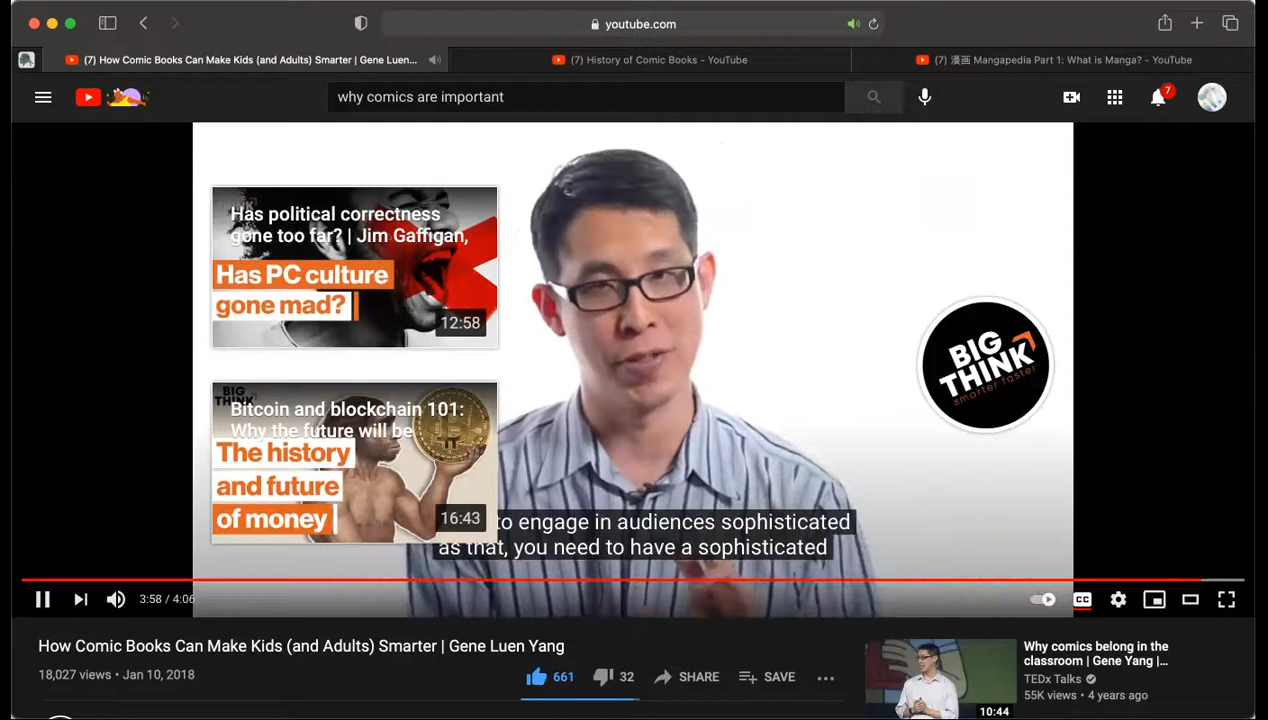 youtube.com
(7) How Comic Books Can Make Kids (and Adults) Smarter | Gene Luen...
(7) History of Comic Books - YouTube
(7) 漫画 Mangapedia Part 1: What is Manga? - YouTube
why comics are important
7
Has political correctness
gone too far? | Jim Gaffigan,
Has PC culture
gone mad?
12:58
BIG
THINK
smarter faster
BIG
THINK
Bitcoin and blockchain 101:
Why the future will be
The history
and future
of money
16:43
to engage in audiences sophisticated
as that, you need to have a sophisticated
3:58 / 4:06
CC
How Comic Books Can Make Kids (and Adults) Smarter | Gene Luen Yang
18,027 views • Jan 10, 2018
661
32
SHARE
SAVE
Why comics belong in the
classroom | Gene Yang |...
TEDx Talks
55K views • 4 years ago
10:44